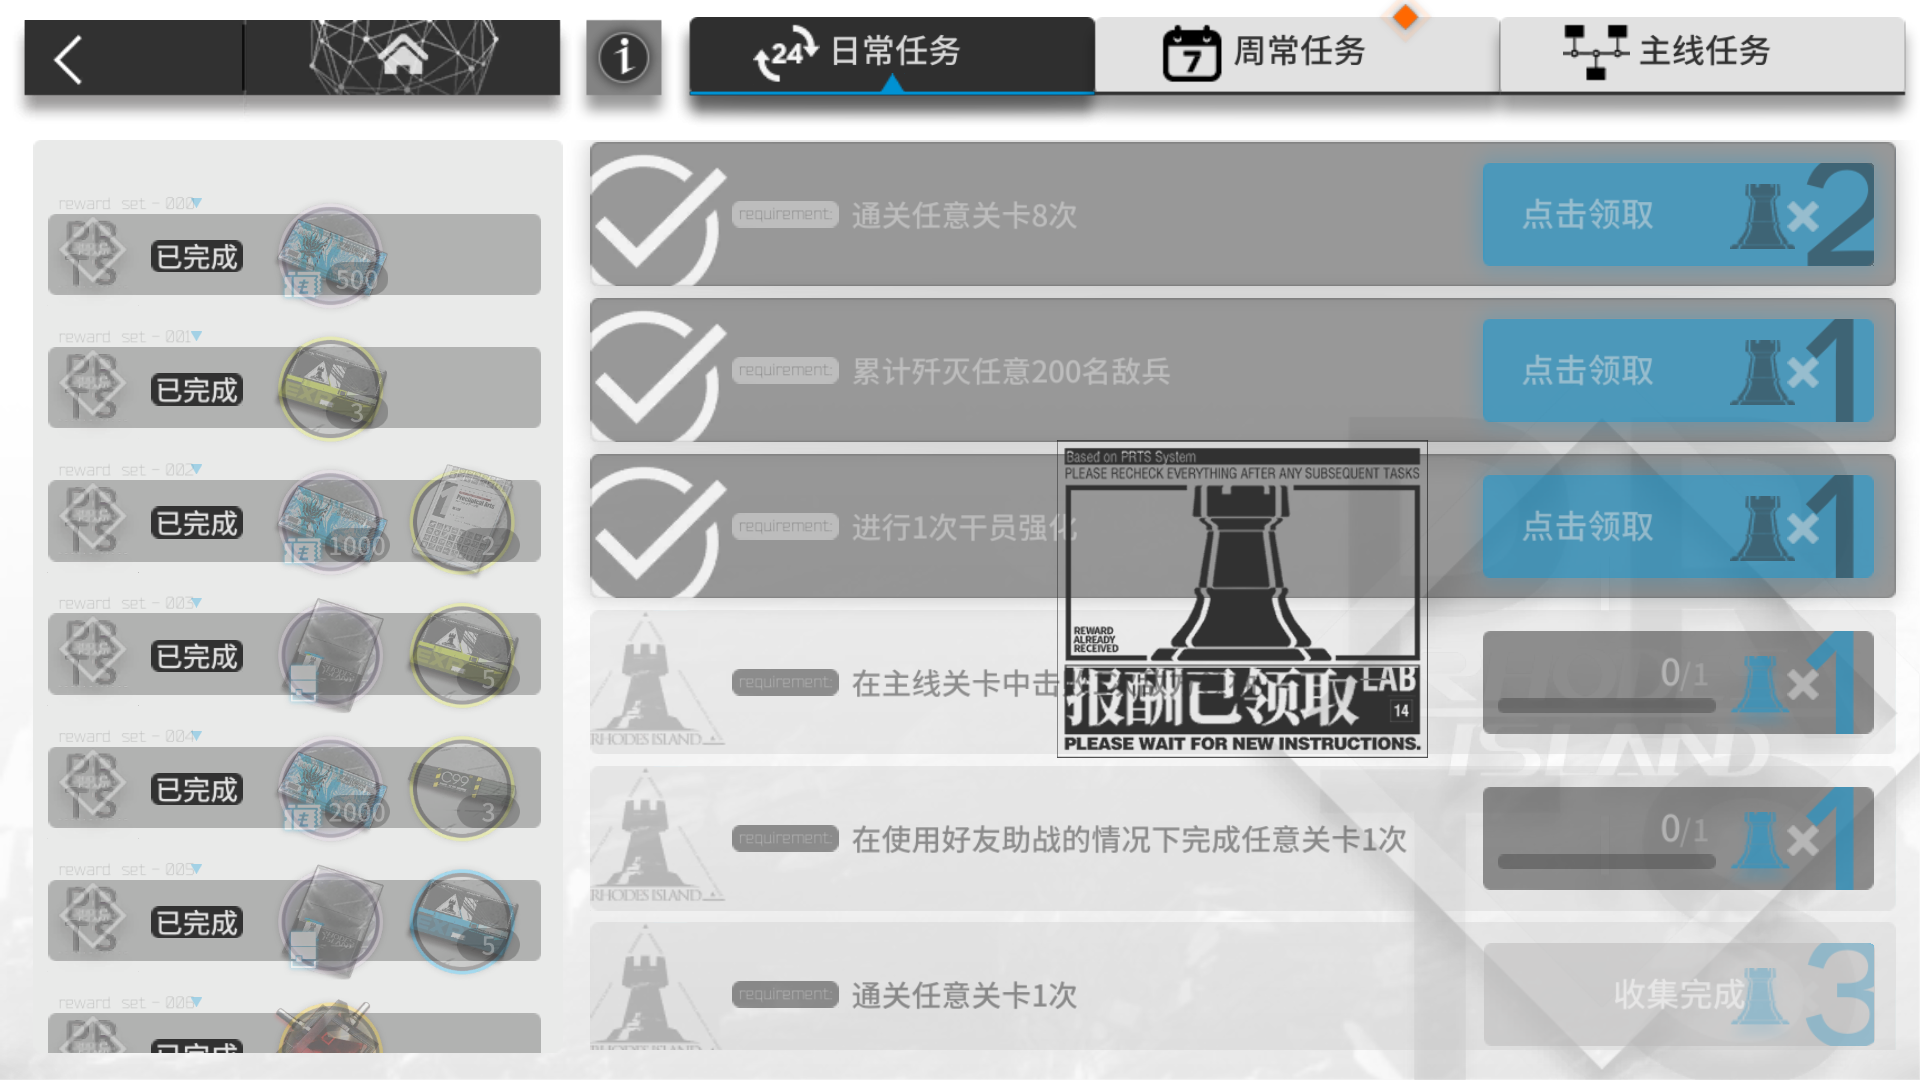 24 日常任务
7 周常任务
主线任务
reward set - 000
已完成
500
reward set - 001
已完成
3
reward set - 002
已完成
1000
2
reward set - 003
已完成
5
reward set - 004
已完成
2000
3
reward set - 005
已完成
5
reward set - 006
已完成
requirement: 通关任意关卡8次
点击领取 ×2
requirement: 累计歼灭任意200名敌兵
点击领取 ×1
requirement: 进行1次干员强化
点击领取 ×1
Based on PRTS System
PLEASE RECHECK EVERYTHING AFTER ANY SUBSEQUENT TASKS
REWARD
ALREADY
RECEIVED
报酬已领取
LAB
14
PLEASE WAIT FOR NEW INSTRUCTIONS.
RHODES ISLAND
requirement: 在主线关卡中击
0/1 ×1
RHODES ISLAND
requirement: 在使用好友助战的情况下完成任意关卡1次
0/1 ×1
RHODES ISLAND
requirement: 通关任意关卡1次
收集完成 3